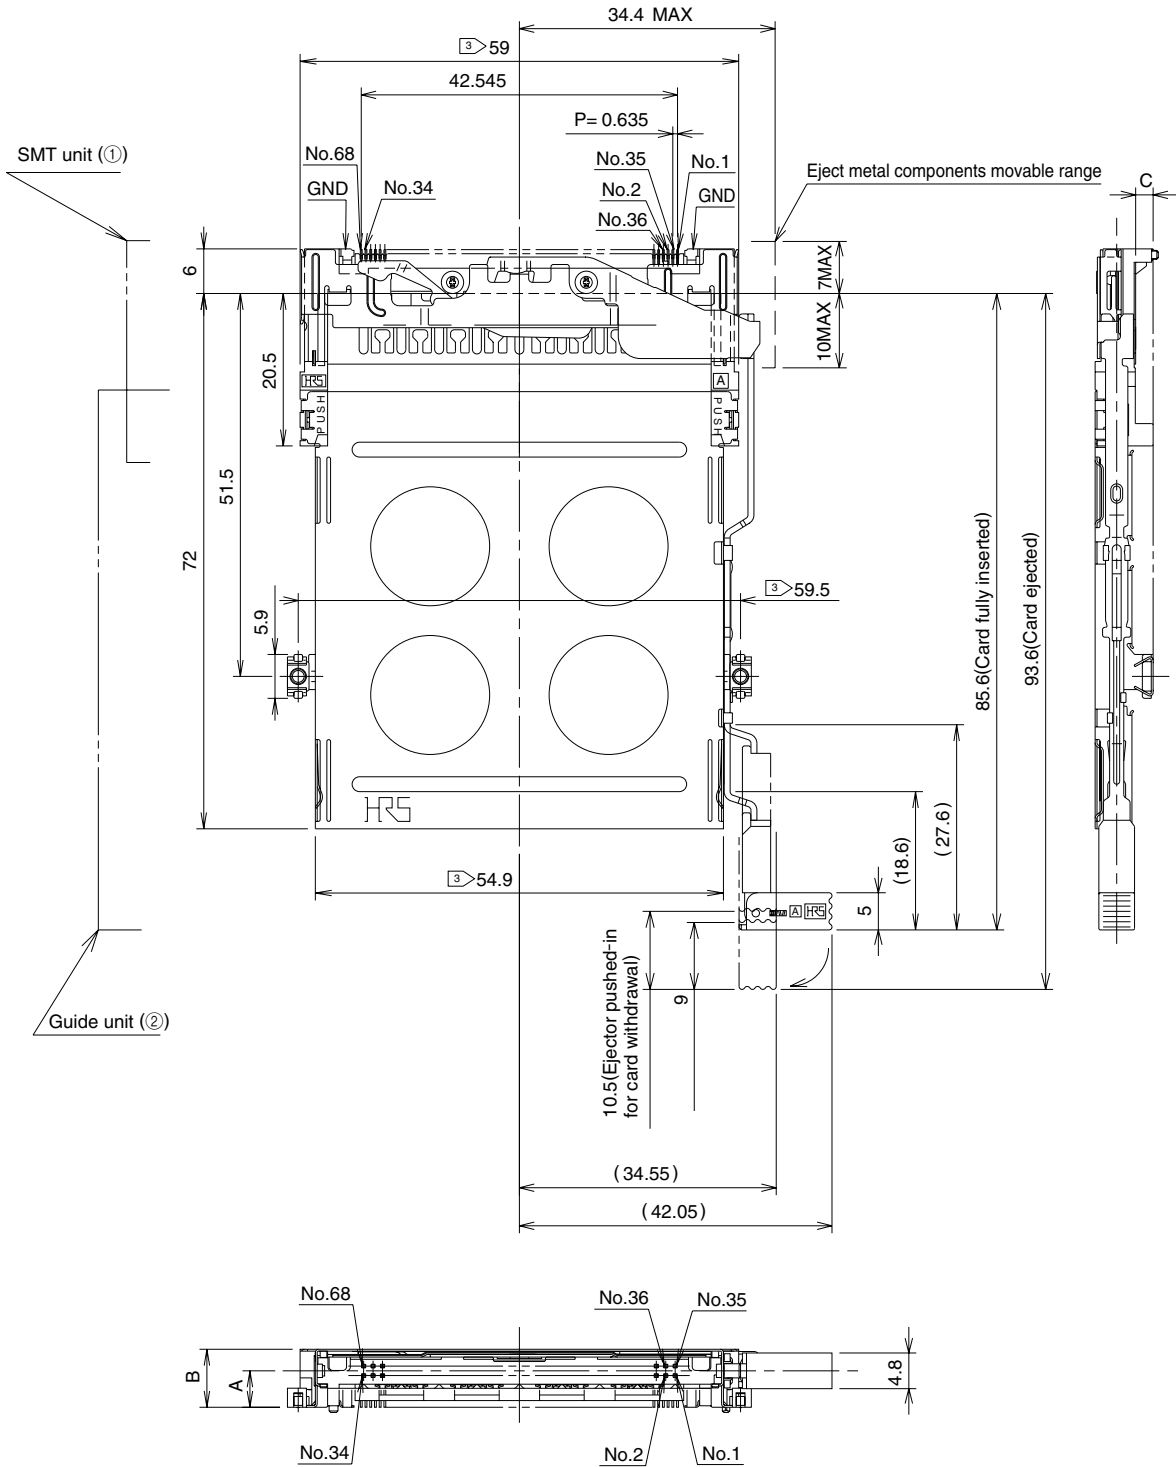 34.4 MAX
3 59
42.545
P= 0.635
SMT unit (①)
No.68
No.35
No.1
Eject metal components movable range
C
GND
No.34
No.2
GND
No.36
6
7MAX
10MAX
20.5
HRS
A
PUSH
PUSH
51.5
72
85.6(Card fully inserted)
93.6(Card ejected)
3 59.5
5.9
HRS
(27.6)
(18.6)
3 54.9
A HRS
5
10.5(Ejector pushed-in
for card withdrawal)
9
Guide unit (②)
(34.55)
(42.05)
No.68
No.36
No.35
B
A
4.8
No.34
No.2
No.1